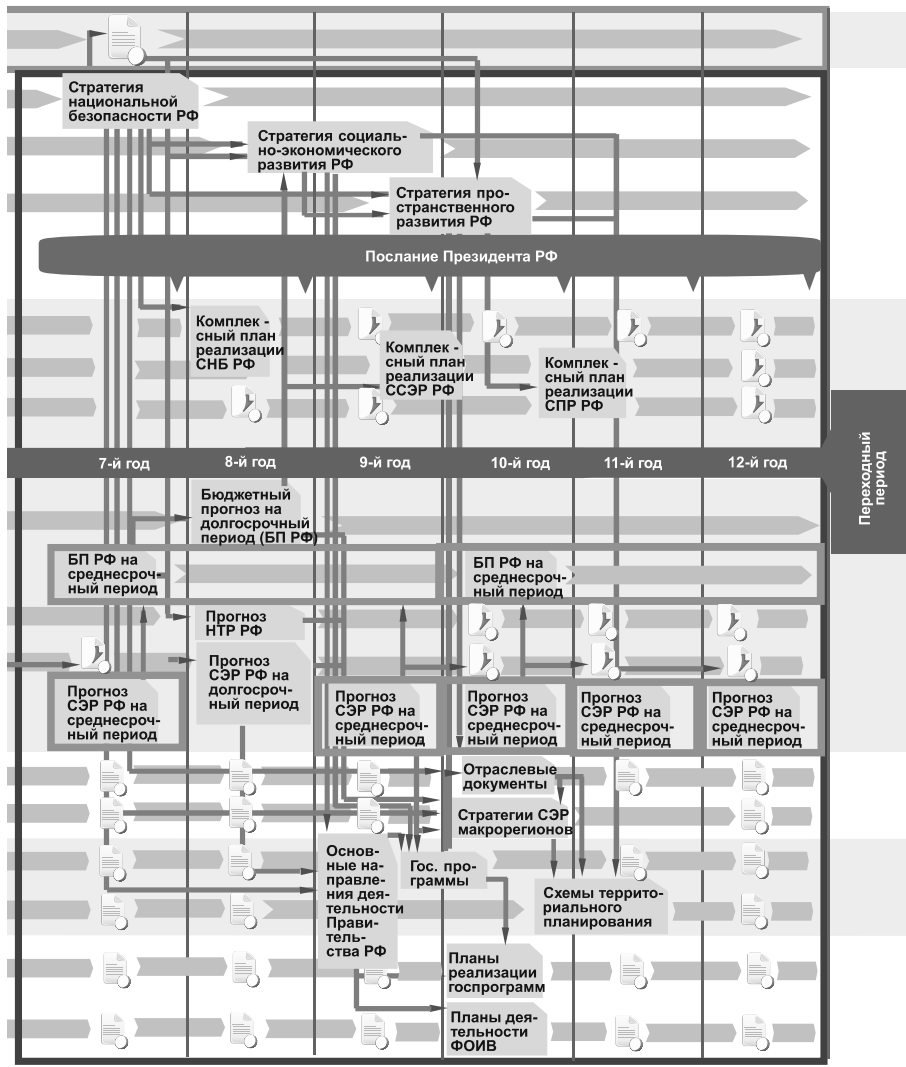 Стратегия
национальной
безопасности РФ
Стратегия социаль-
но-экономического
развития РФ
Стратегия про-
странственного
развития РФ
Послание Президента РФ
Комплек -
сный план
реализации
СНБ РФ
Комплек -
сный план
реализации
ССЭР РФ
Комплек -
сный план
реализации
СПР РФ
7-й год
8-й год
9-й год
10-й год
11-й год
12-й год
Переходный
период
Бюджетный
прогноз на
долгосрочный
период (БП РФ)
БП РФ на
среднесроч-
ный период
БП РФ на
среднесроч-
ный период
Прогноз
НТР РФ
Прогноз
СЭР РФ на
долгосроч-
ный период
Прогноз
СЭР РФ на
среднесроч-
ный период
Прогноз
СЭР РФ на
среднесроч-
ный период
Прогноз
СЭР РФ на
среднесроч-
ный период
Прогноз
СЭР РФ на
среднесроч-
ный период
Прогноз
СЭР РФ на
среднесроч-
ный период
Отраслевые
документы
Стратегии СЭР
макрорегионов
Основ-
ные на-
правле
ния дея-
тельности
Прави-
тель-
ства РФ
Гос. про-
граммы
Схемы террито-
риального
планирования
Планы
реализации
госпрограмм
Планы дея-
тельности
ФОИВ